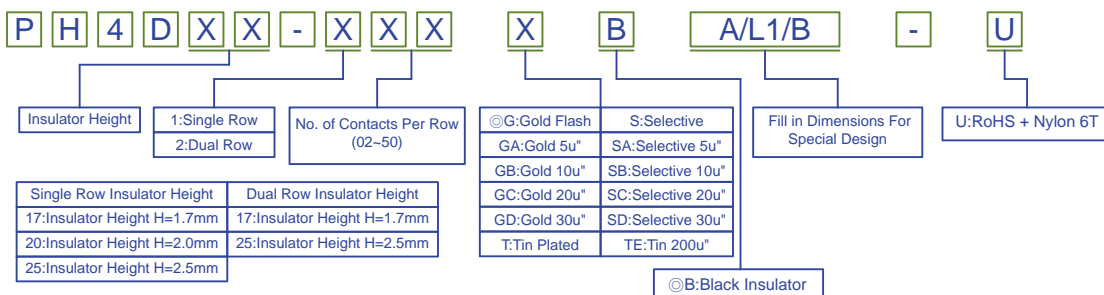 P H 4 D X X - X X X X B A/L1/B - U
Insulator Height
1:Single Row
2:Dual Row
No. of Contacts Per Row
(02~50)
◎G:Gold Flash S:Selective
GA:Gold 5u" SA:Selective 5u"
GB:Gold 10u" SB:Selective 10u"
GC:Gold 20u" SC:Selective 20u"
GD:Gold 30u" SD:Selective 30u"
T:Tin Plated TE:Tin 200u"
Fill in Dimensions For
Special Design
U:RoHS + Nylon 6T
Single Row Insulator Height Dual Row Insulator Height
17:Insulator Height H=1.7mm 17:Insulator Height H=1.7mm
20:Insulator Height H=2.0mm 25:Insulator Height H=2.5mm
25:Insulator Height H=2.5mm
◎B:Black Insulator